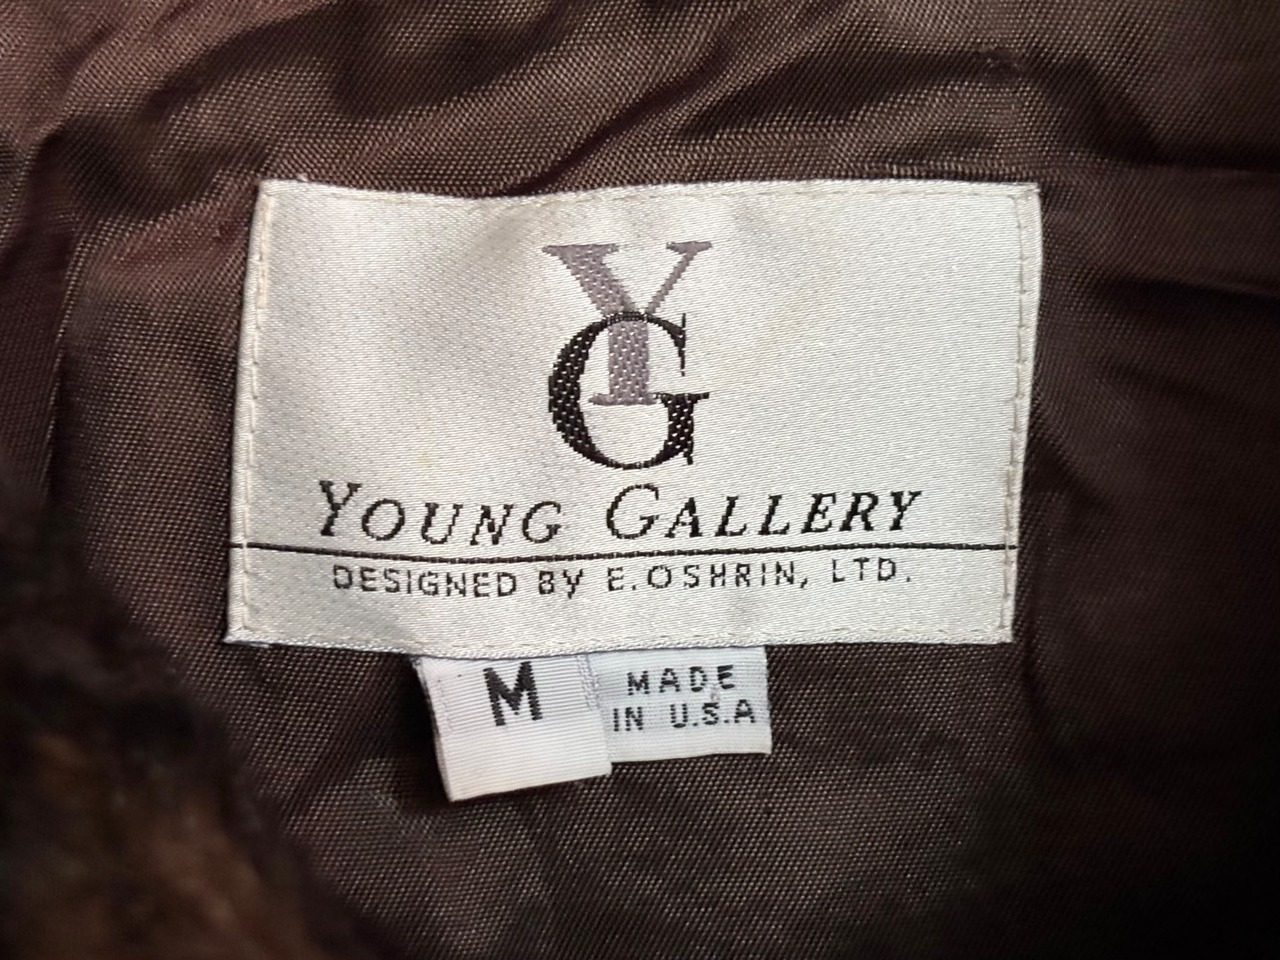 YG
YOUNG GALLERY
DESIGNED BY E.OSHRIN, LTD.
M
MADE
IN U.S.A